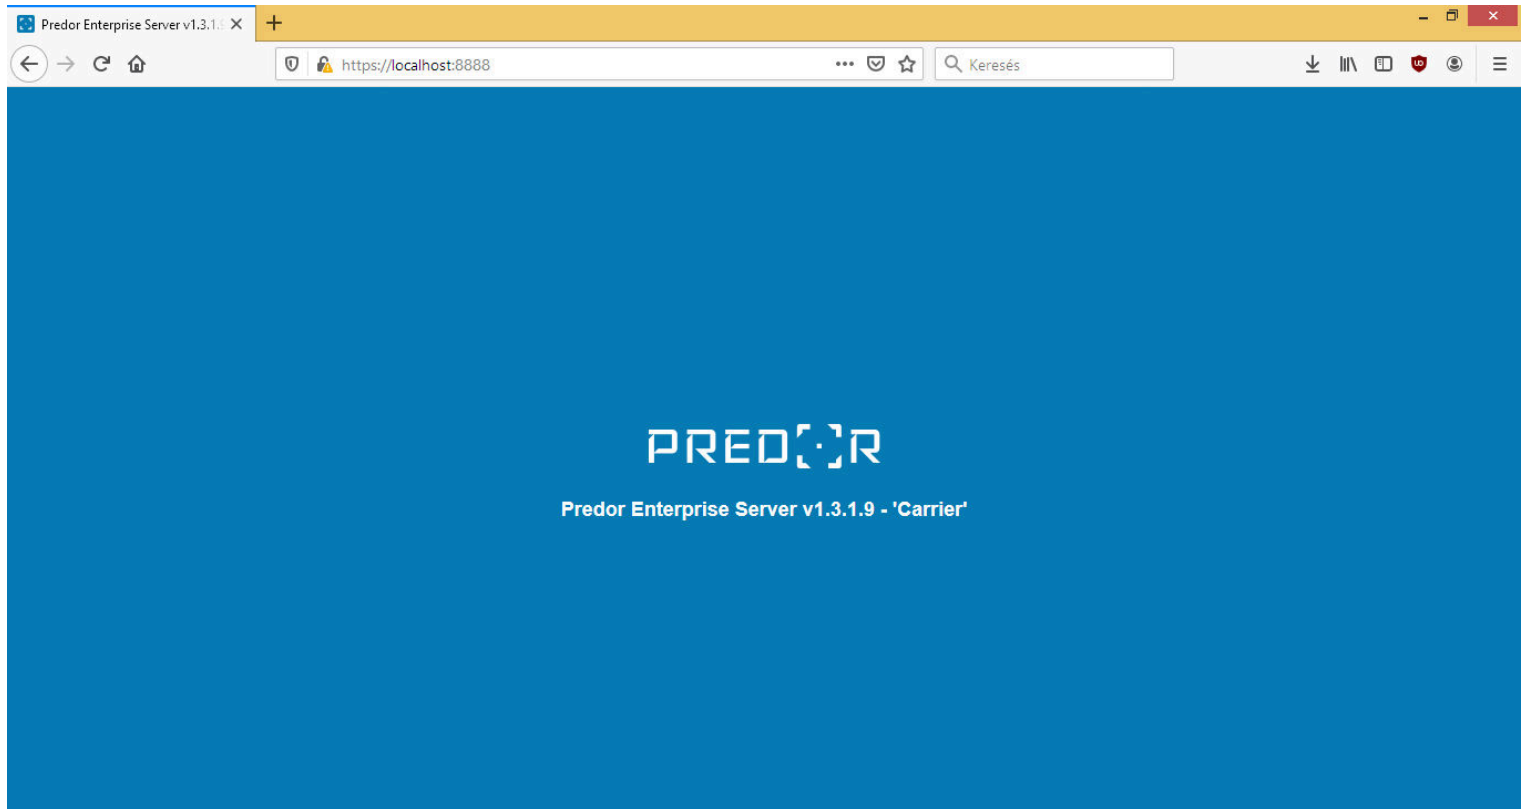 Predor Enterprise Server v1.3.1.9
https://localhost:8888
Keresés
PRED[·]R
Predor Enterprise Server v1.3.1.9 - 'Carrier'